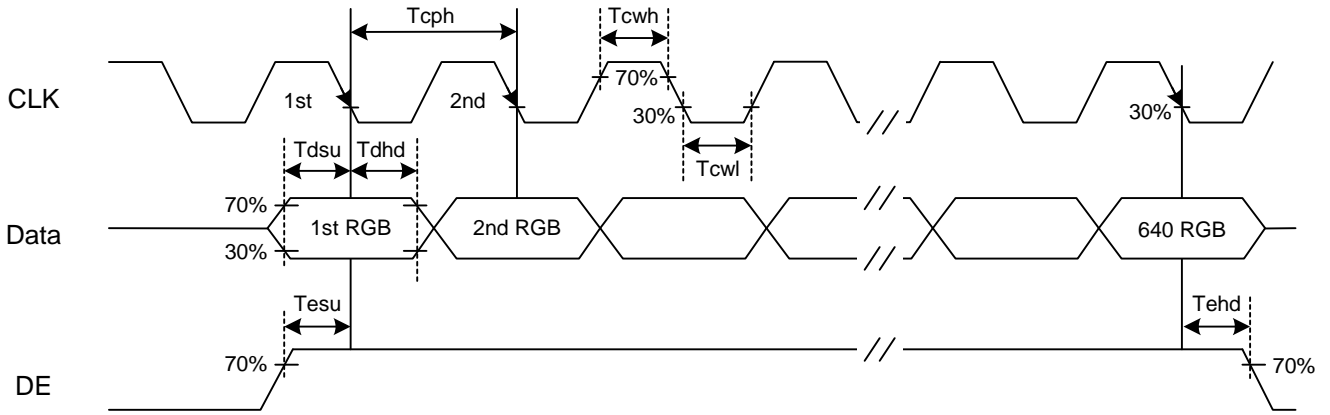 Tcph
Tcwh
CLK
1st
2nd
70%
30%
30%
Tdsu
Tdhd
Tcwl
Data
70%
30%
1st RGB
2nd RGB
640 RGB
Tesu
Tehd
DE
70%
70%